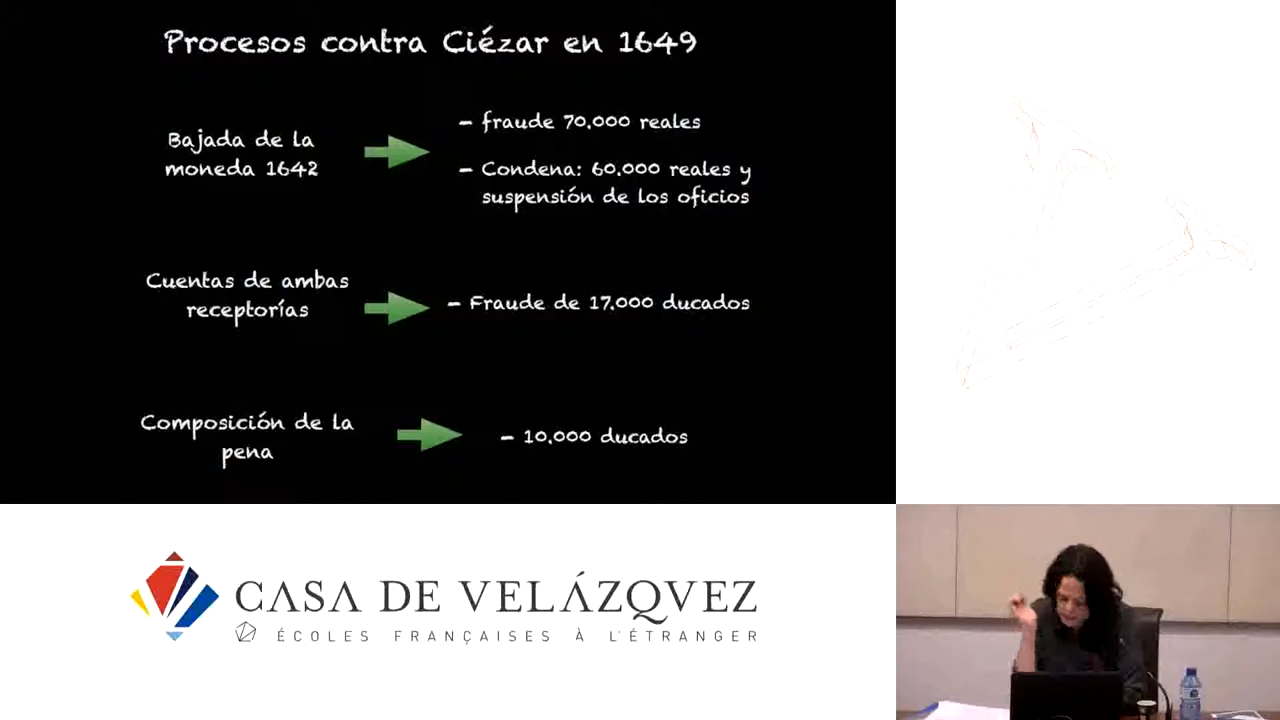 Procesos contra Ciézar en 1649
Bajada de la
moneda 1642
- fraude 70.000 reales
- Condena: 60.000 reales y
suspensión de los oficios
Cuentas de ambas
receptorías
- Fraude de 17.000 ducados
Composición de la
pena
- 10.000 ducados
CASA DE VELÁZQVEZ
ÉCOLES FRANÇAISES À L'ÉTRANGER